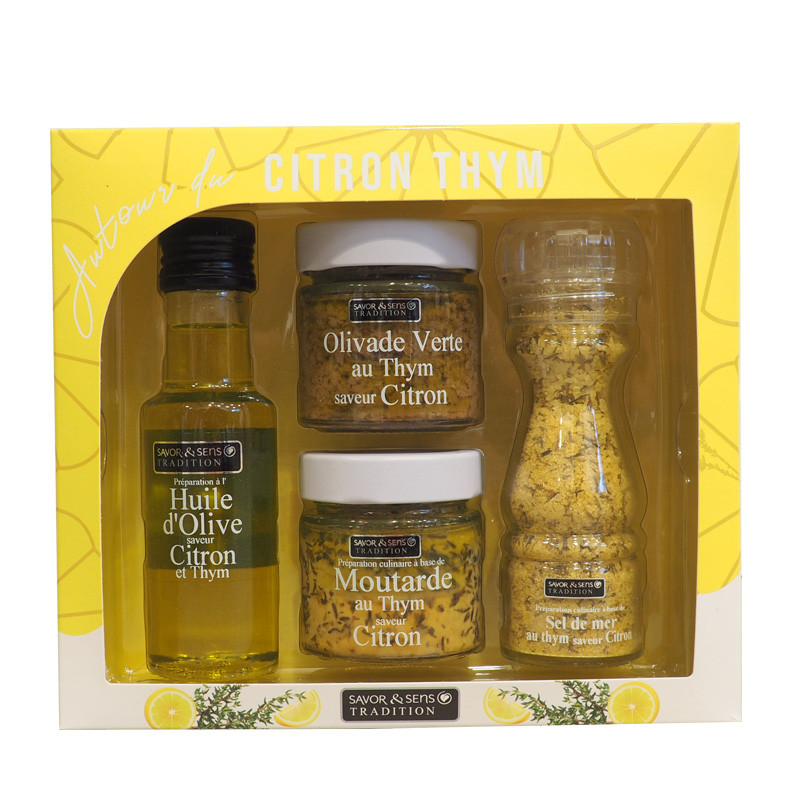 Autour du CITRON THYM
SAVOR & SENS
TRADITION
Préparation à l'
Huile
d'Olive
saveur
Citron
et Thym
SAVOR & SENS
TRADITION
Olivade Verte
au Thym
saveur Citron
SAVOR & SENS
TRADITION
Préparation culinaire à base de
Moutarde
au Thym
saveur
Citron
SAVOR & SENS
TRADITION
Préparation culinaire à base de
Sel de mer
au thym saveur Citron
SAVOR & SENS
TRADITION